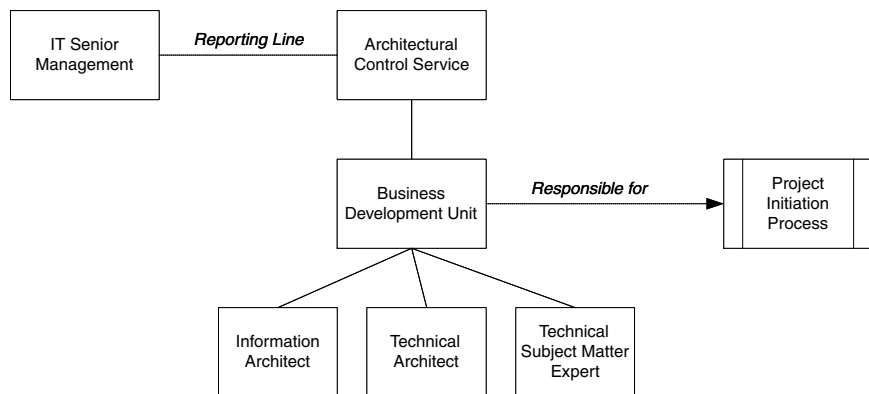 IT Senior
Management
Reporting Line
Architectural
Control Service
Business
Development Unit
Responsible for
Project
Initiation
Process
Information
Architect
Technical
Architect
Technical
Subject Matter
Expert